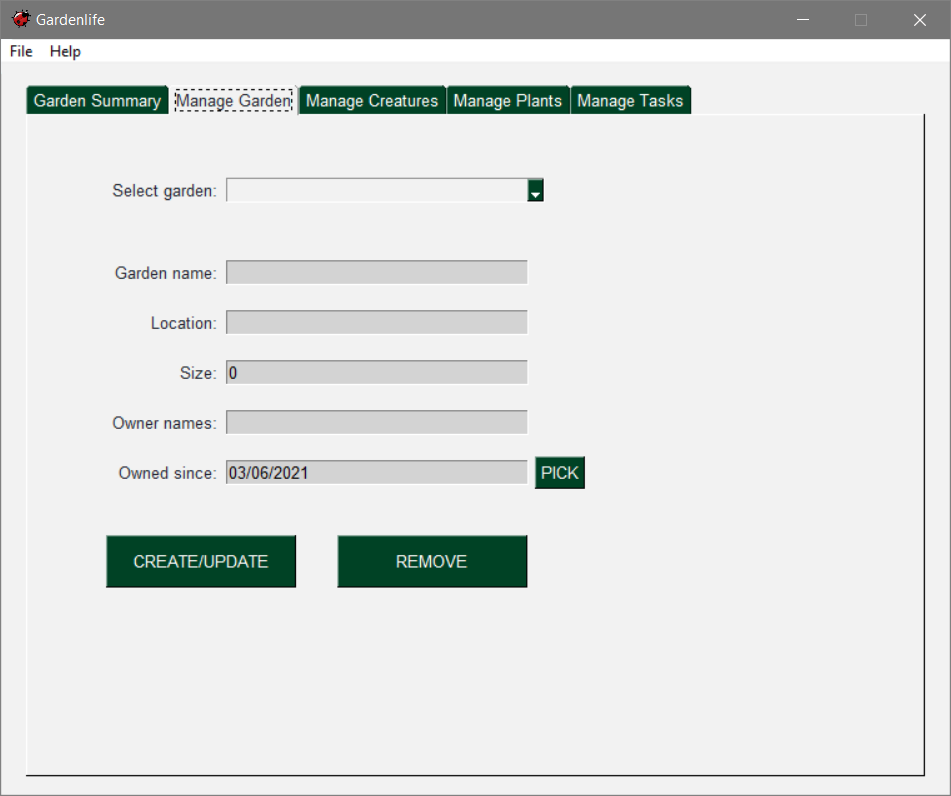 Gardenlife
File Help
Garden Summary Manage Garden Manage Creatures Manage Plants Manage Tasks
Select garden:
Garden name:
Location:
Size: 0
Owner names:
Owned since: 03/06/2021 PICK
CREATE/UPDATE REMOVE